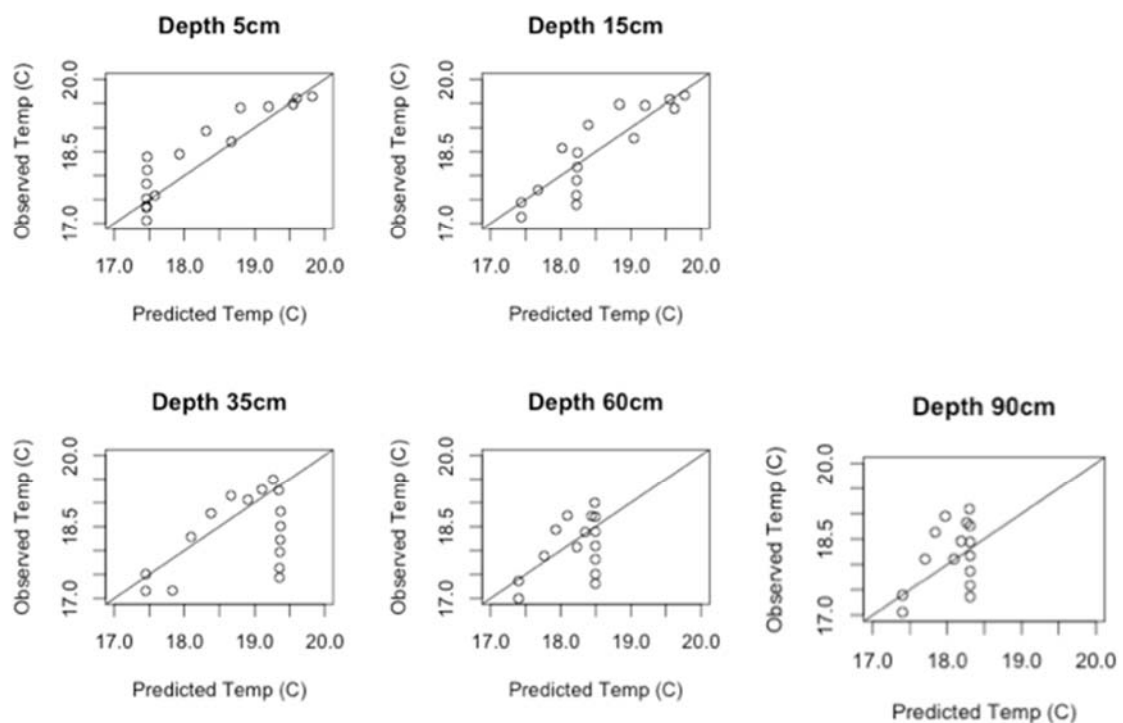 Depth 5cm
Observed Temp (C)
20.0
18.5
17.0
17.0 18.0 19.0 20.0
Predicted Temp (C)
Depth 15cm
Observed Temp (C)
20.0
18.5
17.0
17.0 18.0 19.0 20.0
Predicted Temp (C)
Depth 35cm
Observed Temp (C)
20.0
18.5
17.0
17.0 18.0 19.0 20.0
Predicted Temp (C)
Depth 60cm
Observed Temp (C)
20.0
18.5
17.0
17.0 18.0 19.0 20.0
Predicted Temp (C)
Depth 90cm
Observed Temp (C)
20.0
18.5
17.0
17.0 18.0 19.0 20.0
Predicted Temp (C)